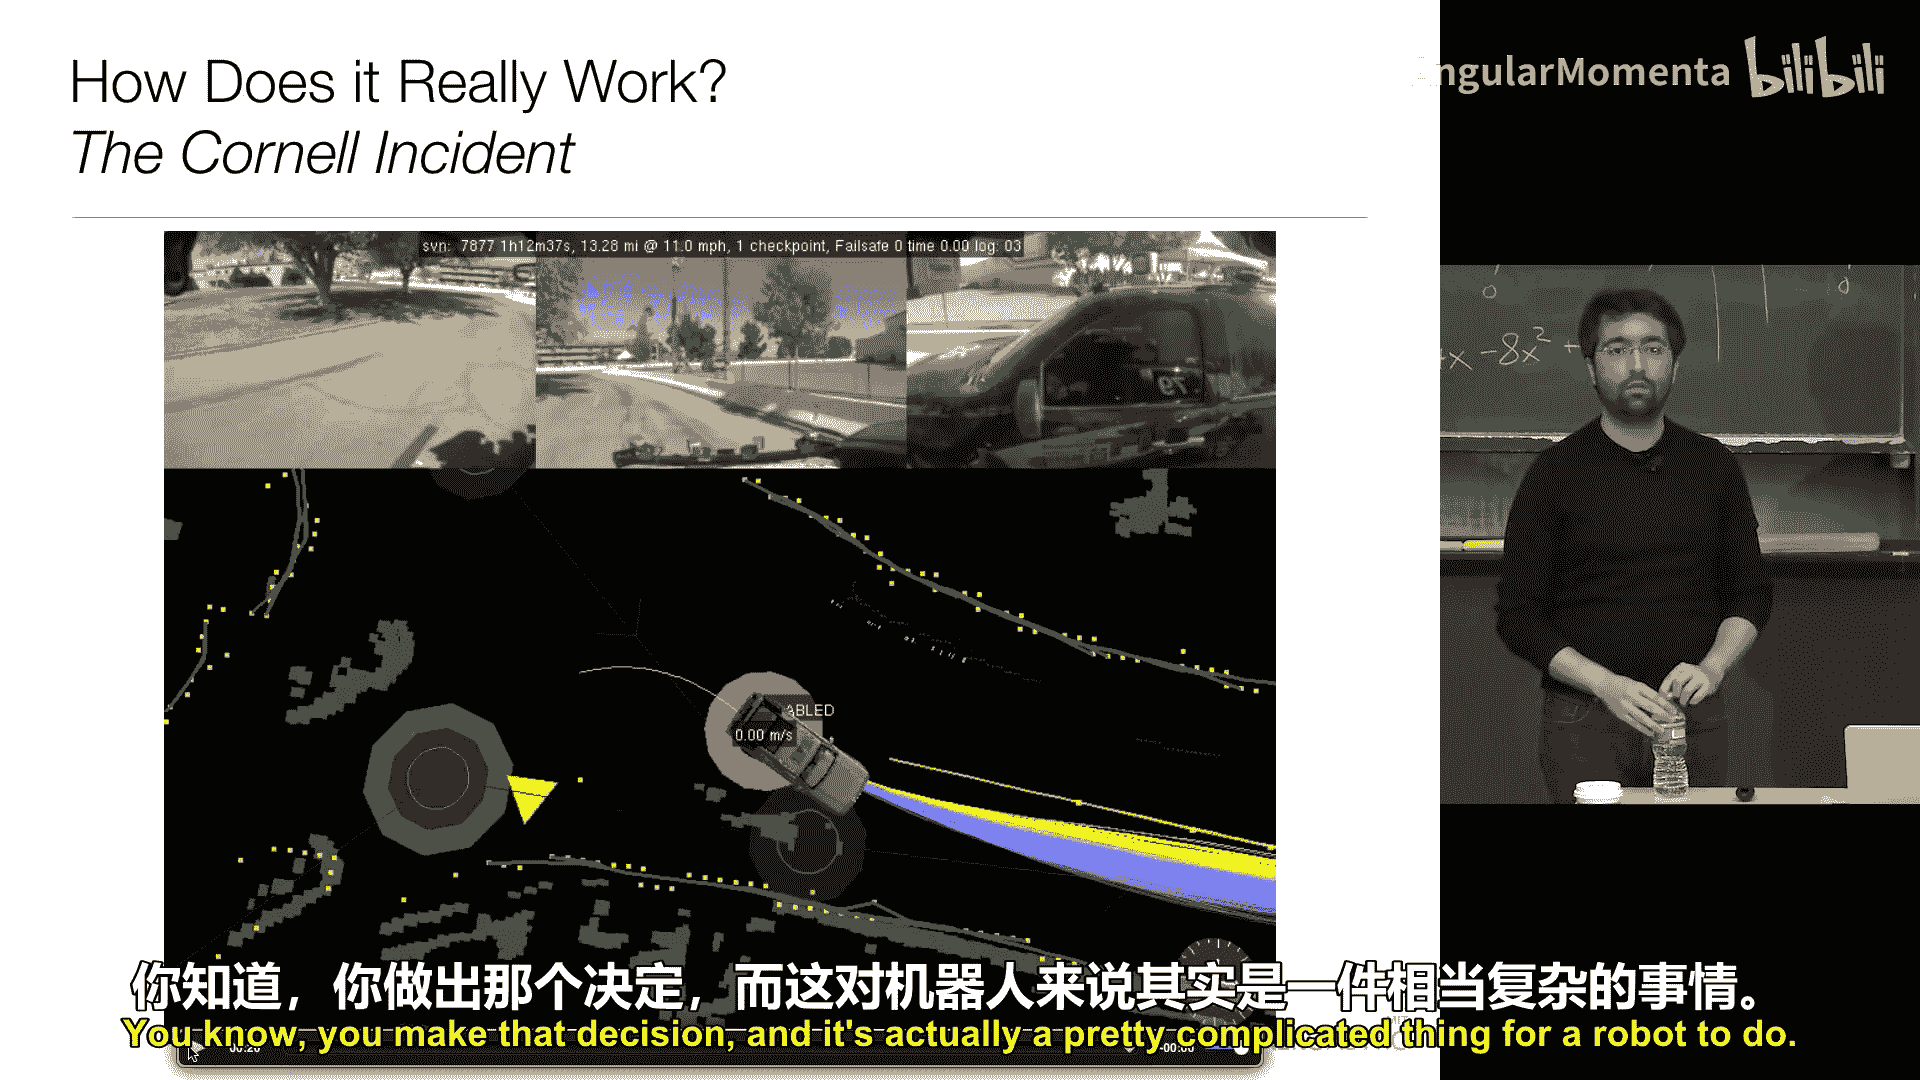 How Does it Really Work?
The Cornell Incident
ngularMomenta bilibili
svn: 7877 1h12m37s, 13.28 mi @ 11.0 mph, 1 checkpoint, Failsafe 0 time 0.00 log: 03
79
x -8x² +
ABLED
0.00 m/s
你知道，你做出那个决定，而这对机器人来说其实是一件相当复杂的事情。
You know, you make that decision, and it's actually a pretty complicated thing for a robot to do.
00:20